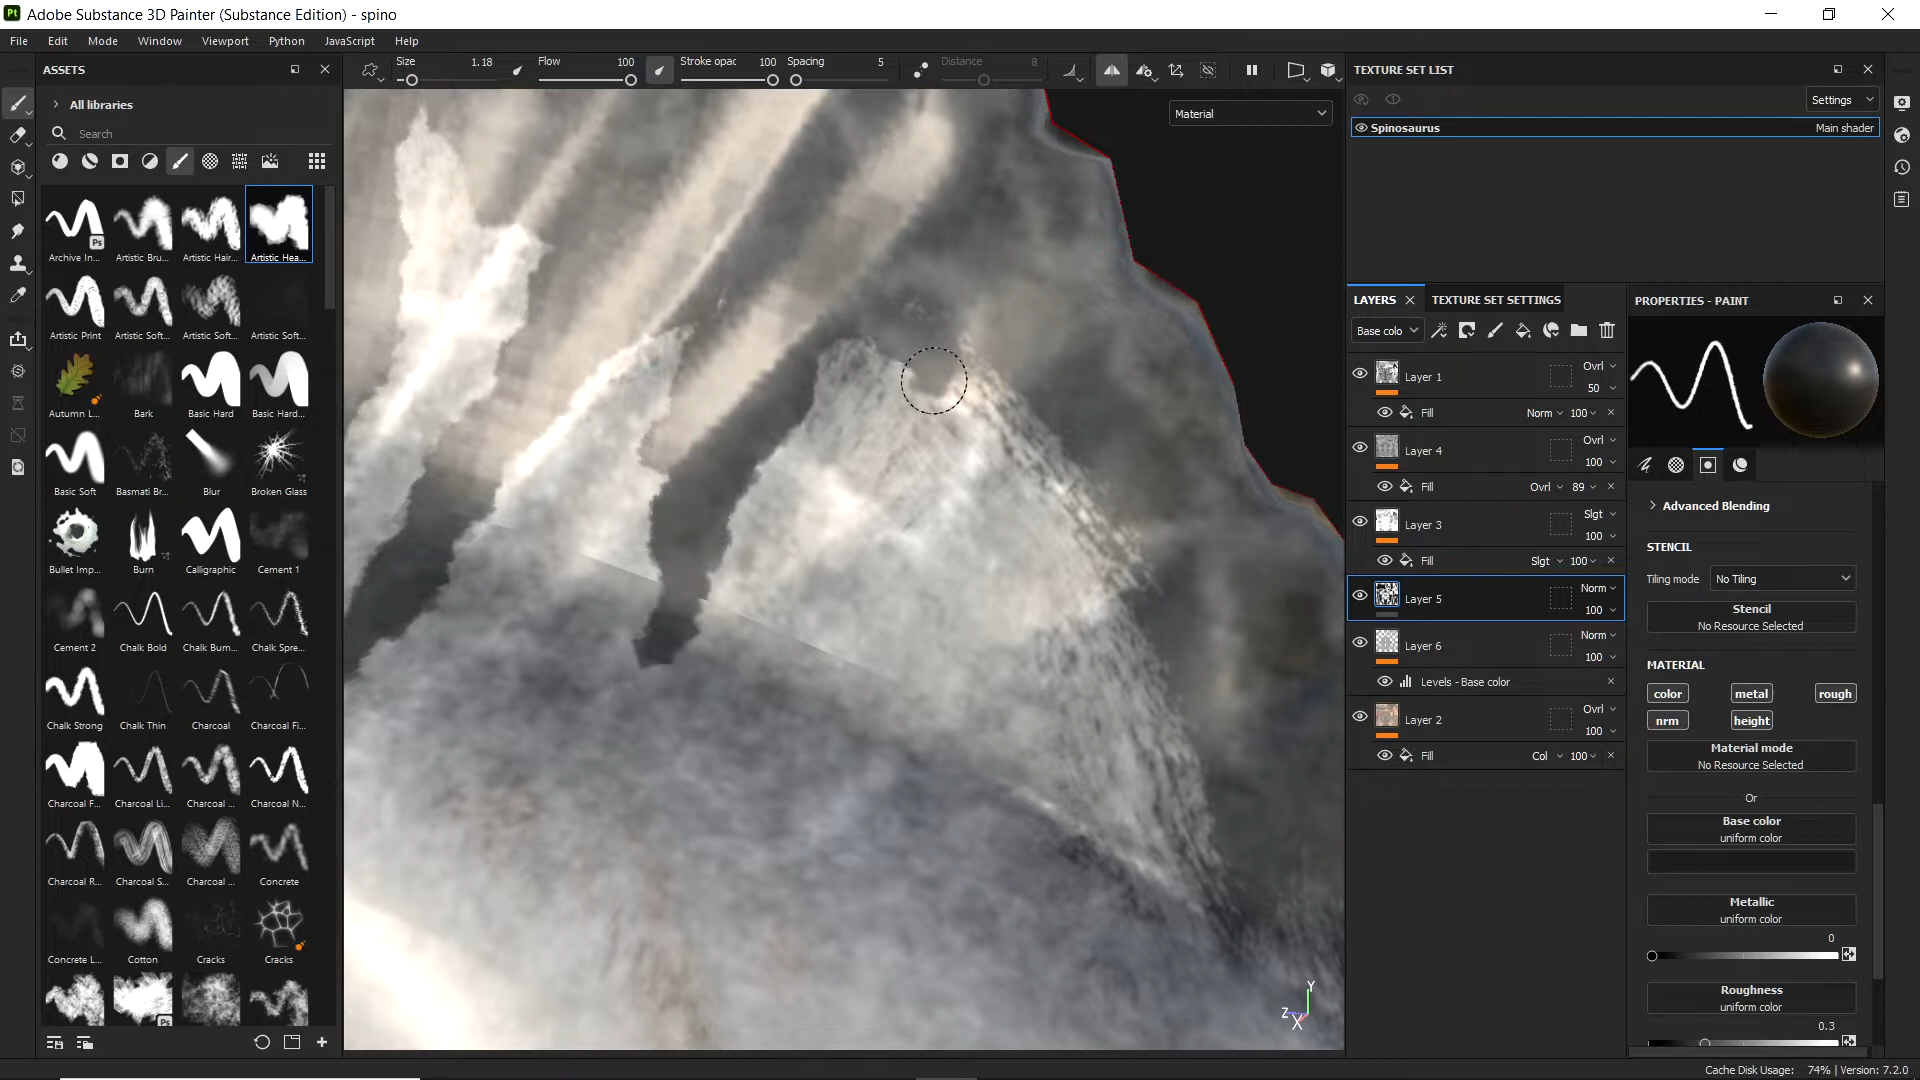 Pt Adobe Substance 3D Painter (Substance Edition) - spino
File Edit Mode Window Viewport Python JavaScript Help
ASSETS
All libraries
Search
Archive In... Artistic Bru... Artistic Hair... Artistic Hea...
Ps
Artistic Print Artistic Soft... Artistic Soft... Artistic Soft...
Autumn L... Bark Basic Hard Basic Hard...
Basic Soft Basmati Br... Blur Broken Glass
Bullet Imp... Burn Calligraphic Cement 1
Cement 2 Chalk Bold Chalk Bum... Chalk Spre...
Chalk Strong Chalk Thin Charcoal Charcoal Fi...
Charcoal F... Charcoal Li... Charcoal ... Charcoal N...
Charcoal R... Charcoal S... Charcoal ... Concrete
Concrete L... Cotton Cracks Cracks
Ps
Size 1.18 Flow 100 Stroke opac 100 Spacing 5 Distance 8
Material
Y
Z
X
TEXTURE SET LIST
Settings
Spinosaurus Main shader
LAYERS TEXTURE SET SETTINGS
Base colo
Layer 1 Ovrl
50
Fill Norm 100
Layer 4 Ovrl
100
Fill Ovrl 89
Layer 3 Slgt
100
Fill Slgt 100
Layer 5 Norm
100
Layer 6 Norm
100
Levels - Base color
Layer 2 Ovrl
100
Fill Col 100
PROPERTIES - PAINT
Advanced Blending
STENCIL
Tiling mode No Tiling
Stencil
No Resource Selected
MATERIAL
color metal rough
nrm height
Material mode
No Resource Selected
Or
Base color
uniform color
Metallic
uniform color
0
Roughness
uniform color
0.3
Cache Disk Usage: 74% | Version: 7.2.0